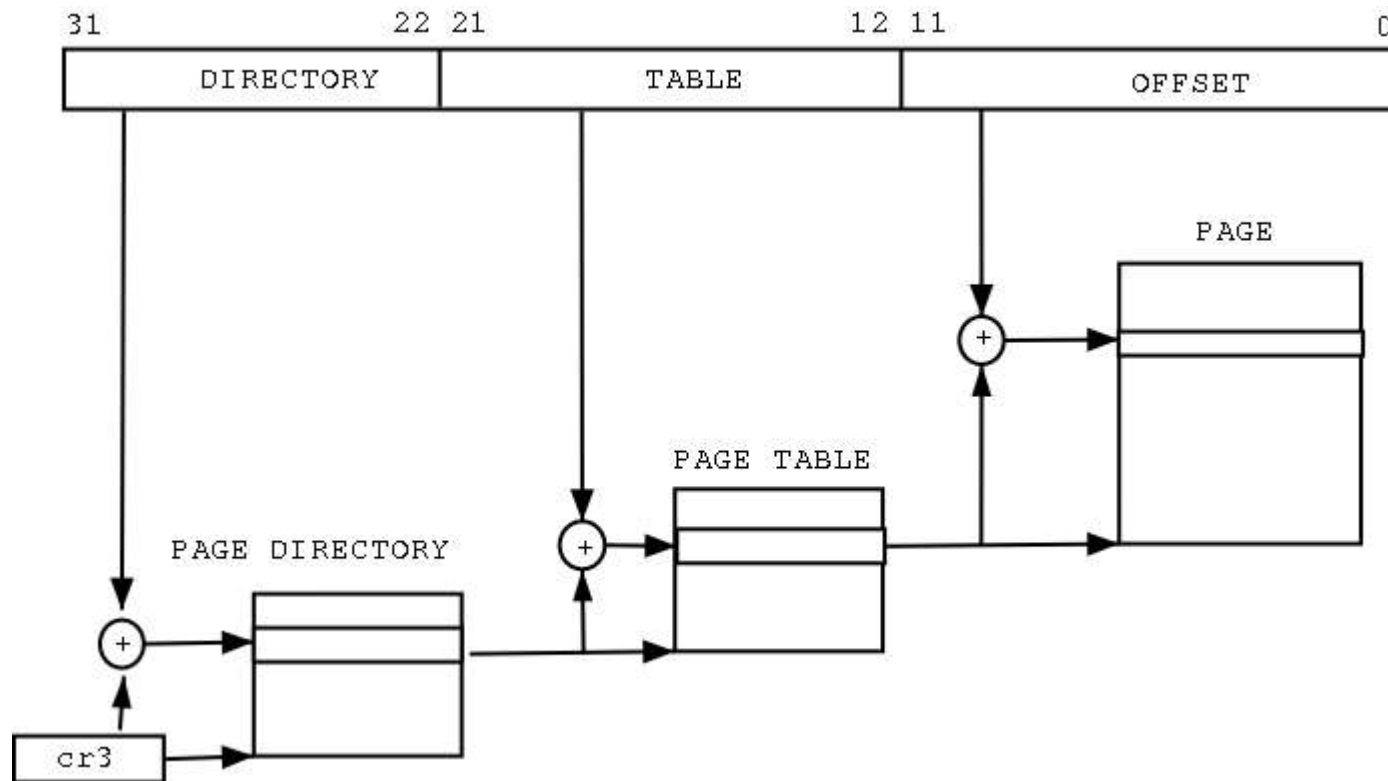 31 22 21 12 11 0
DIRECTORY TABLE OFFSET
PAGE
PAGE TABLE
PAGE DIRECTORY
+
+
+
cr3